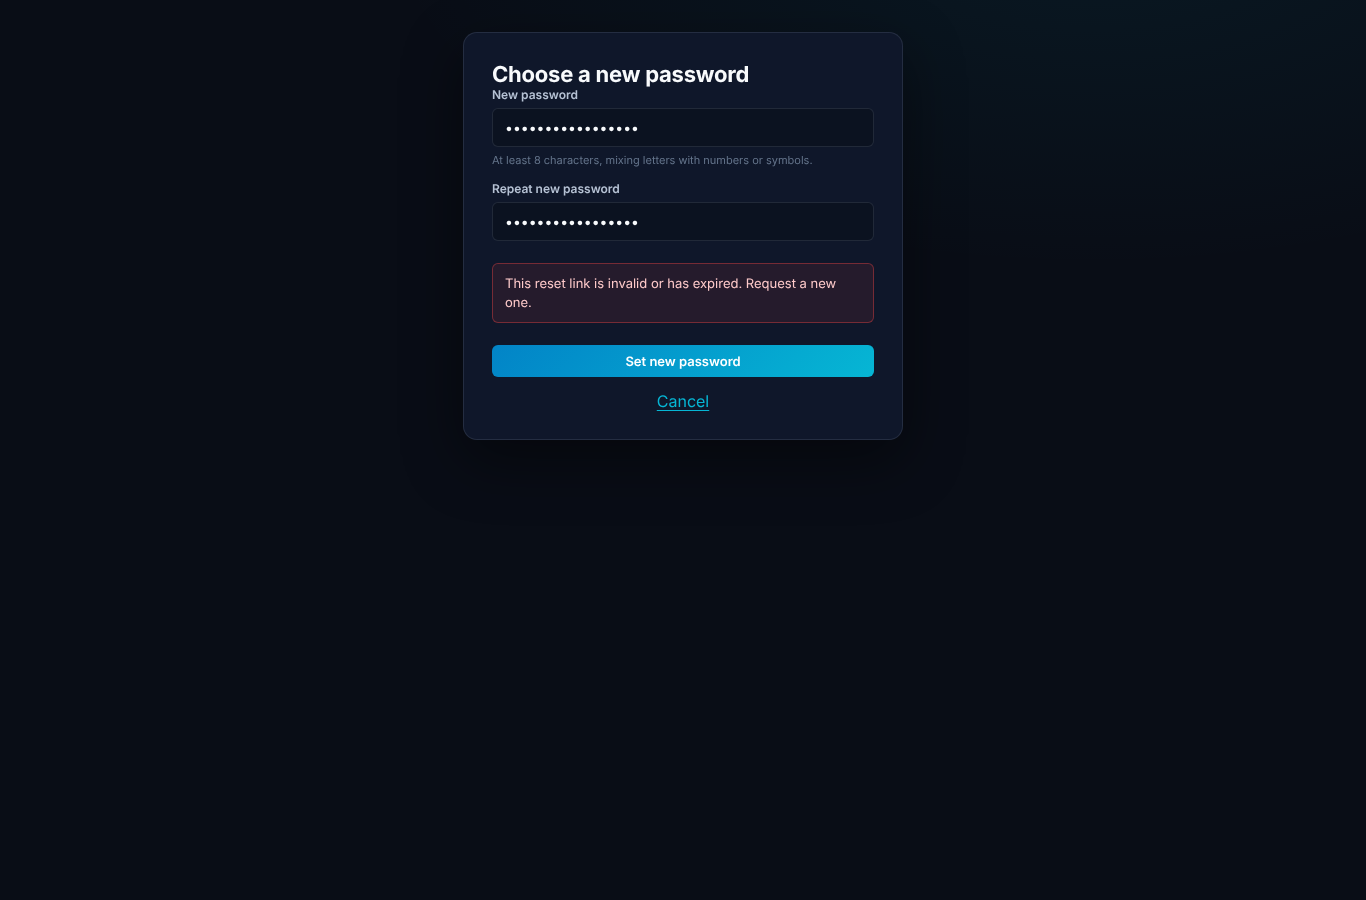 Choose a new password
New password
•••••••••••••••••
At least 8 characters, mixing letters with numbers or symbols.
Repeat new password
•••••••••••••••••
This reset link is invalid or has expired. Request a new
one.
Set new password
Cancel